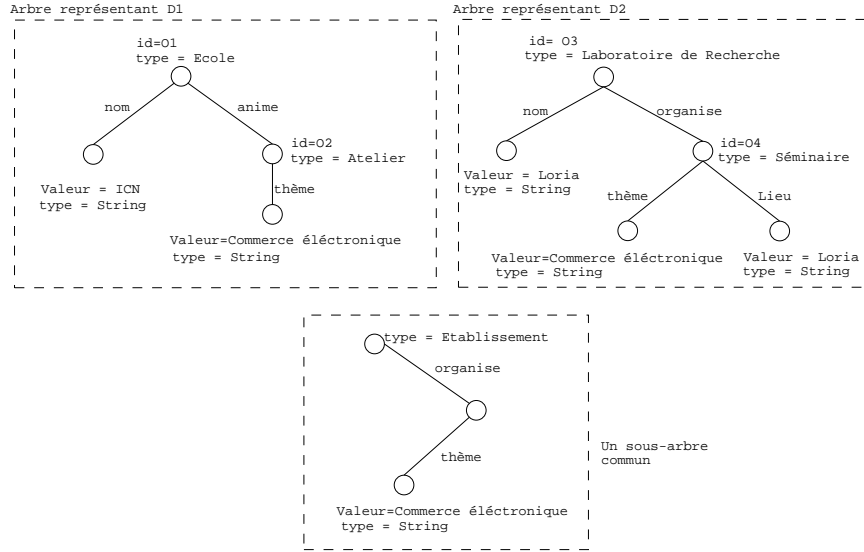 Arbre représentant D1
id=O1
type = Ecole
nom
anime
id=O2
type = Atelier
Valeur = ICN
type = String
thème
Valeur=Commerce éléctronique
type = String
Arbre représentant D2
id= O3
type = Laboratoire de Recherche
nom
organise
id=O4
type = Séminaire
Valeur = Loria
type = String
thème
Lieu
Valeur=Commerce éléctronique
type = String
Valeur = Loria
type = String
type = Etablissement
organise
thème
Valeur=Commerce éléctronique
type = String
Un sous-arbre
commun